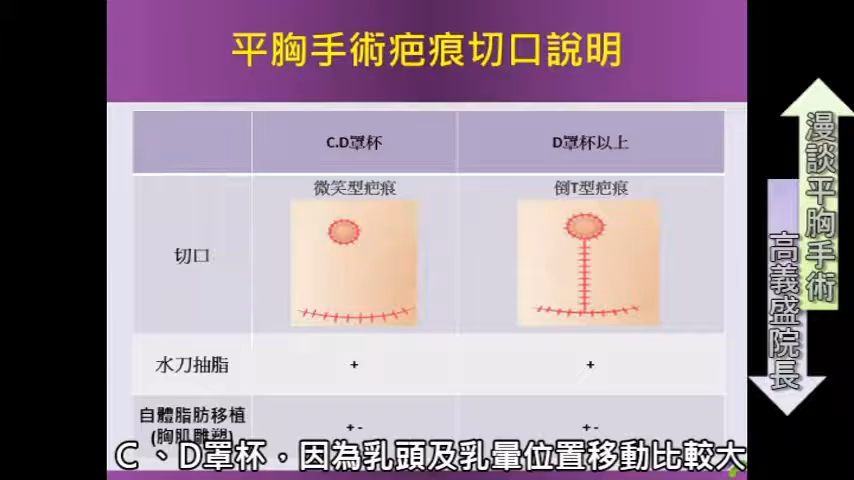 平胸手術疤痕切口說明
C.D罩杯
D罩杯以上
切口
微笑型疤痕
倒T型疤痕
水刀抽脂
+
+
自體脂肪移植
(胸肌雕塑)
+-
+-
C、D罩杯，因為乳頭及乳暈位置移動比較大
漫談平胸手術
高義盛院長